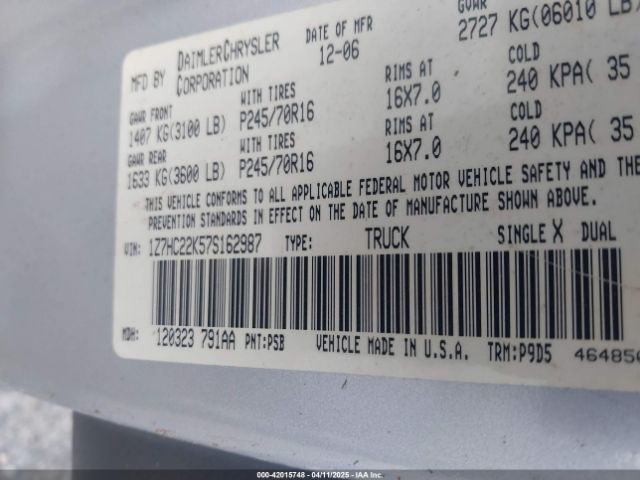 MFD BY DAIMLERCHRYSLER CORPORATION
DATE OF MFR 12-06
GVWR 2727 KG(06010 LB)
GAWR FRONT WITH TIRES RIMS AT COLD
1407 KG(3100 LB) P245/70R16 16X7.0 240 KPA( 35
GAWR REAR WITH TIRES RIMS AT COLD
1633 KG(3600 LB) P245/70R16 16X7.0 240 KPA( 35
THIS VEHICLE CONFORMS TO ALL APPLICABLE FEDERAL MOTOR VEHICLE SAFETY AND THE
PREVENTION STANDARDS IN EFFECT ON THE DATE OF MANUFACTURE SHOWN ABOVE.
VIN: 1Z7HC22K57S162987 TYPE: TRUCK SINGLE X DUAL
MDH: 120323 791AA PNT:PSB VEHICLE MADE IN U.S.A. TRM:P9D5 464850
000-42015748 - 04/11/2025 - IAAI.com